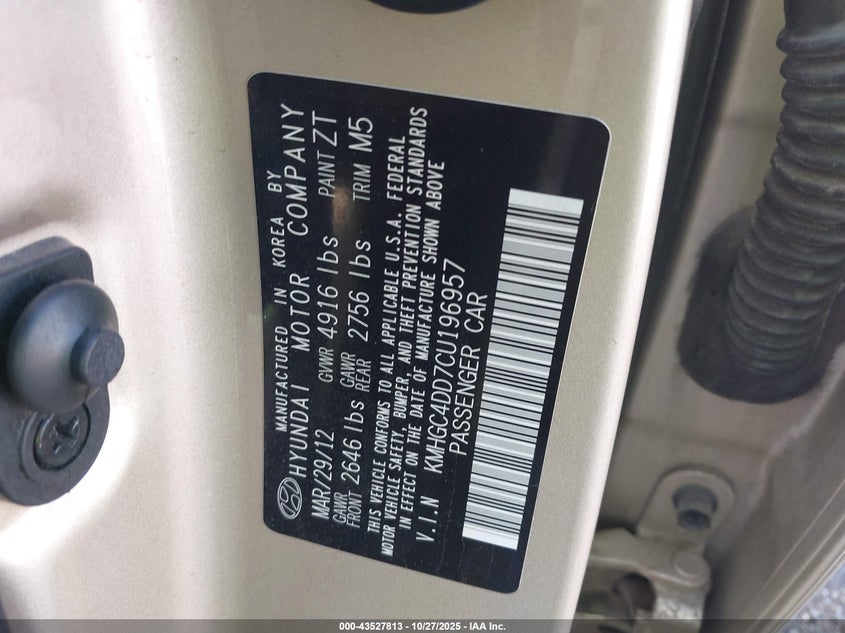 MANUFACTURED IN KOREA BY
HYUNDAI MOTOR COMPANY
MAR/29/12 GVWR 4,916 lbs PAINT ZT
GAWR FRONT 2646 lbs GAWR REAR 2756 lbs TRIM M5
THIS VEHICLE CONFORMS TO ALL APPLICABLE U.S.A. FEDERAL
MOTOR VEHICLE SAFETY, BUMPER, AND THEFT PREVENTION STANDARDS
IN EFFECT ON THE DATE OF MANUFACTURE SHOWN ABOVE
V.I.N KMHGC4DD7CU196957
PASSENGER CAR
000-43527813 / 10/27/2025 - IAA Inc.